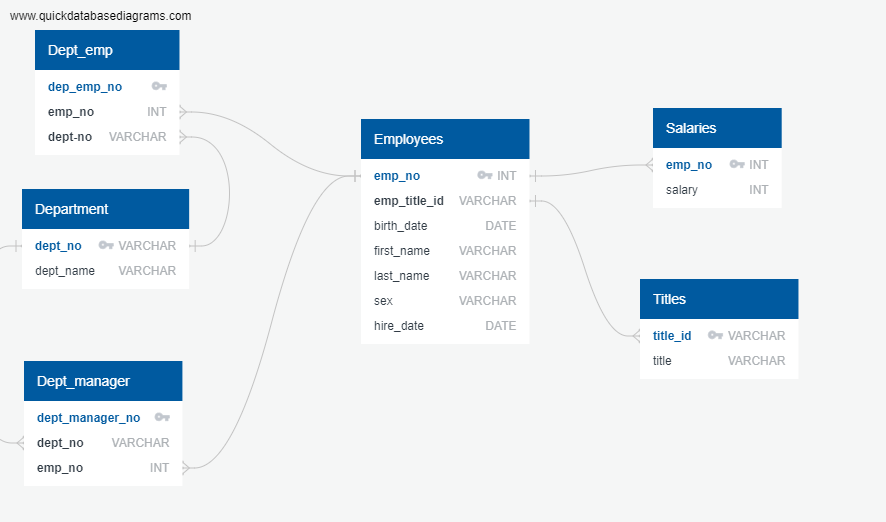 www.quickdatabasediagrams.com
Dept_emp
dep_emp_no
emp_no INT
dept-no VARCHAR
Department
dept_no VARCHAR
dept_name VARCHAR
Dept_manager
dept_manager_no
dept_no VARCHAR
emp_no INT
Employees
emp_no INT
emp_title_id VARCHAR
birth_date DATE
first_name VARCHAR
last_name VARCHAR
sex VARCHAR
hire_date DATE
Salaries
emp_no INT
salary INT
Titles
title_id VARCHAR
title VARCHAR